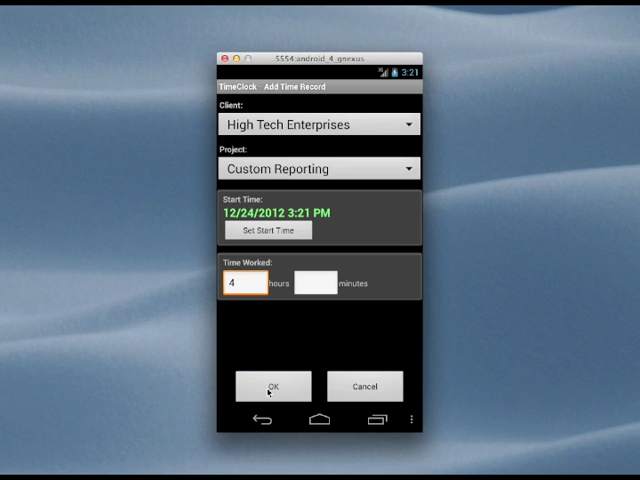 5554:android_4_gnexus
3:21
TimeClock - Add Time Record
Client:
High Tech Enterprises
Project:
Custom Reporting
Start Time:
12/24/2012 3:21 PM
Set Start Time
Time Worked:
4 hours minutes
OK Cancel